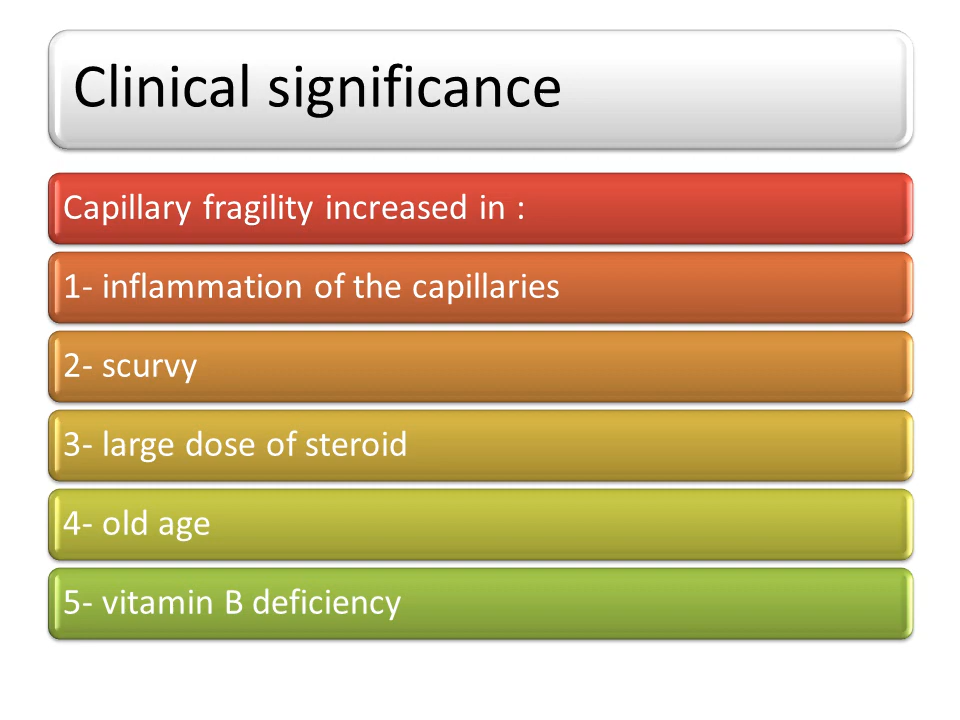 Clinical significance
Capillary fragility increased in :
1- inflammation of the capillaries
2- scurvy
3- large dose of steroid
4- old age
5- vitamin B deficiency